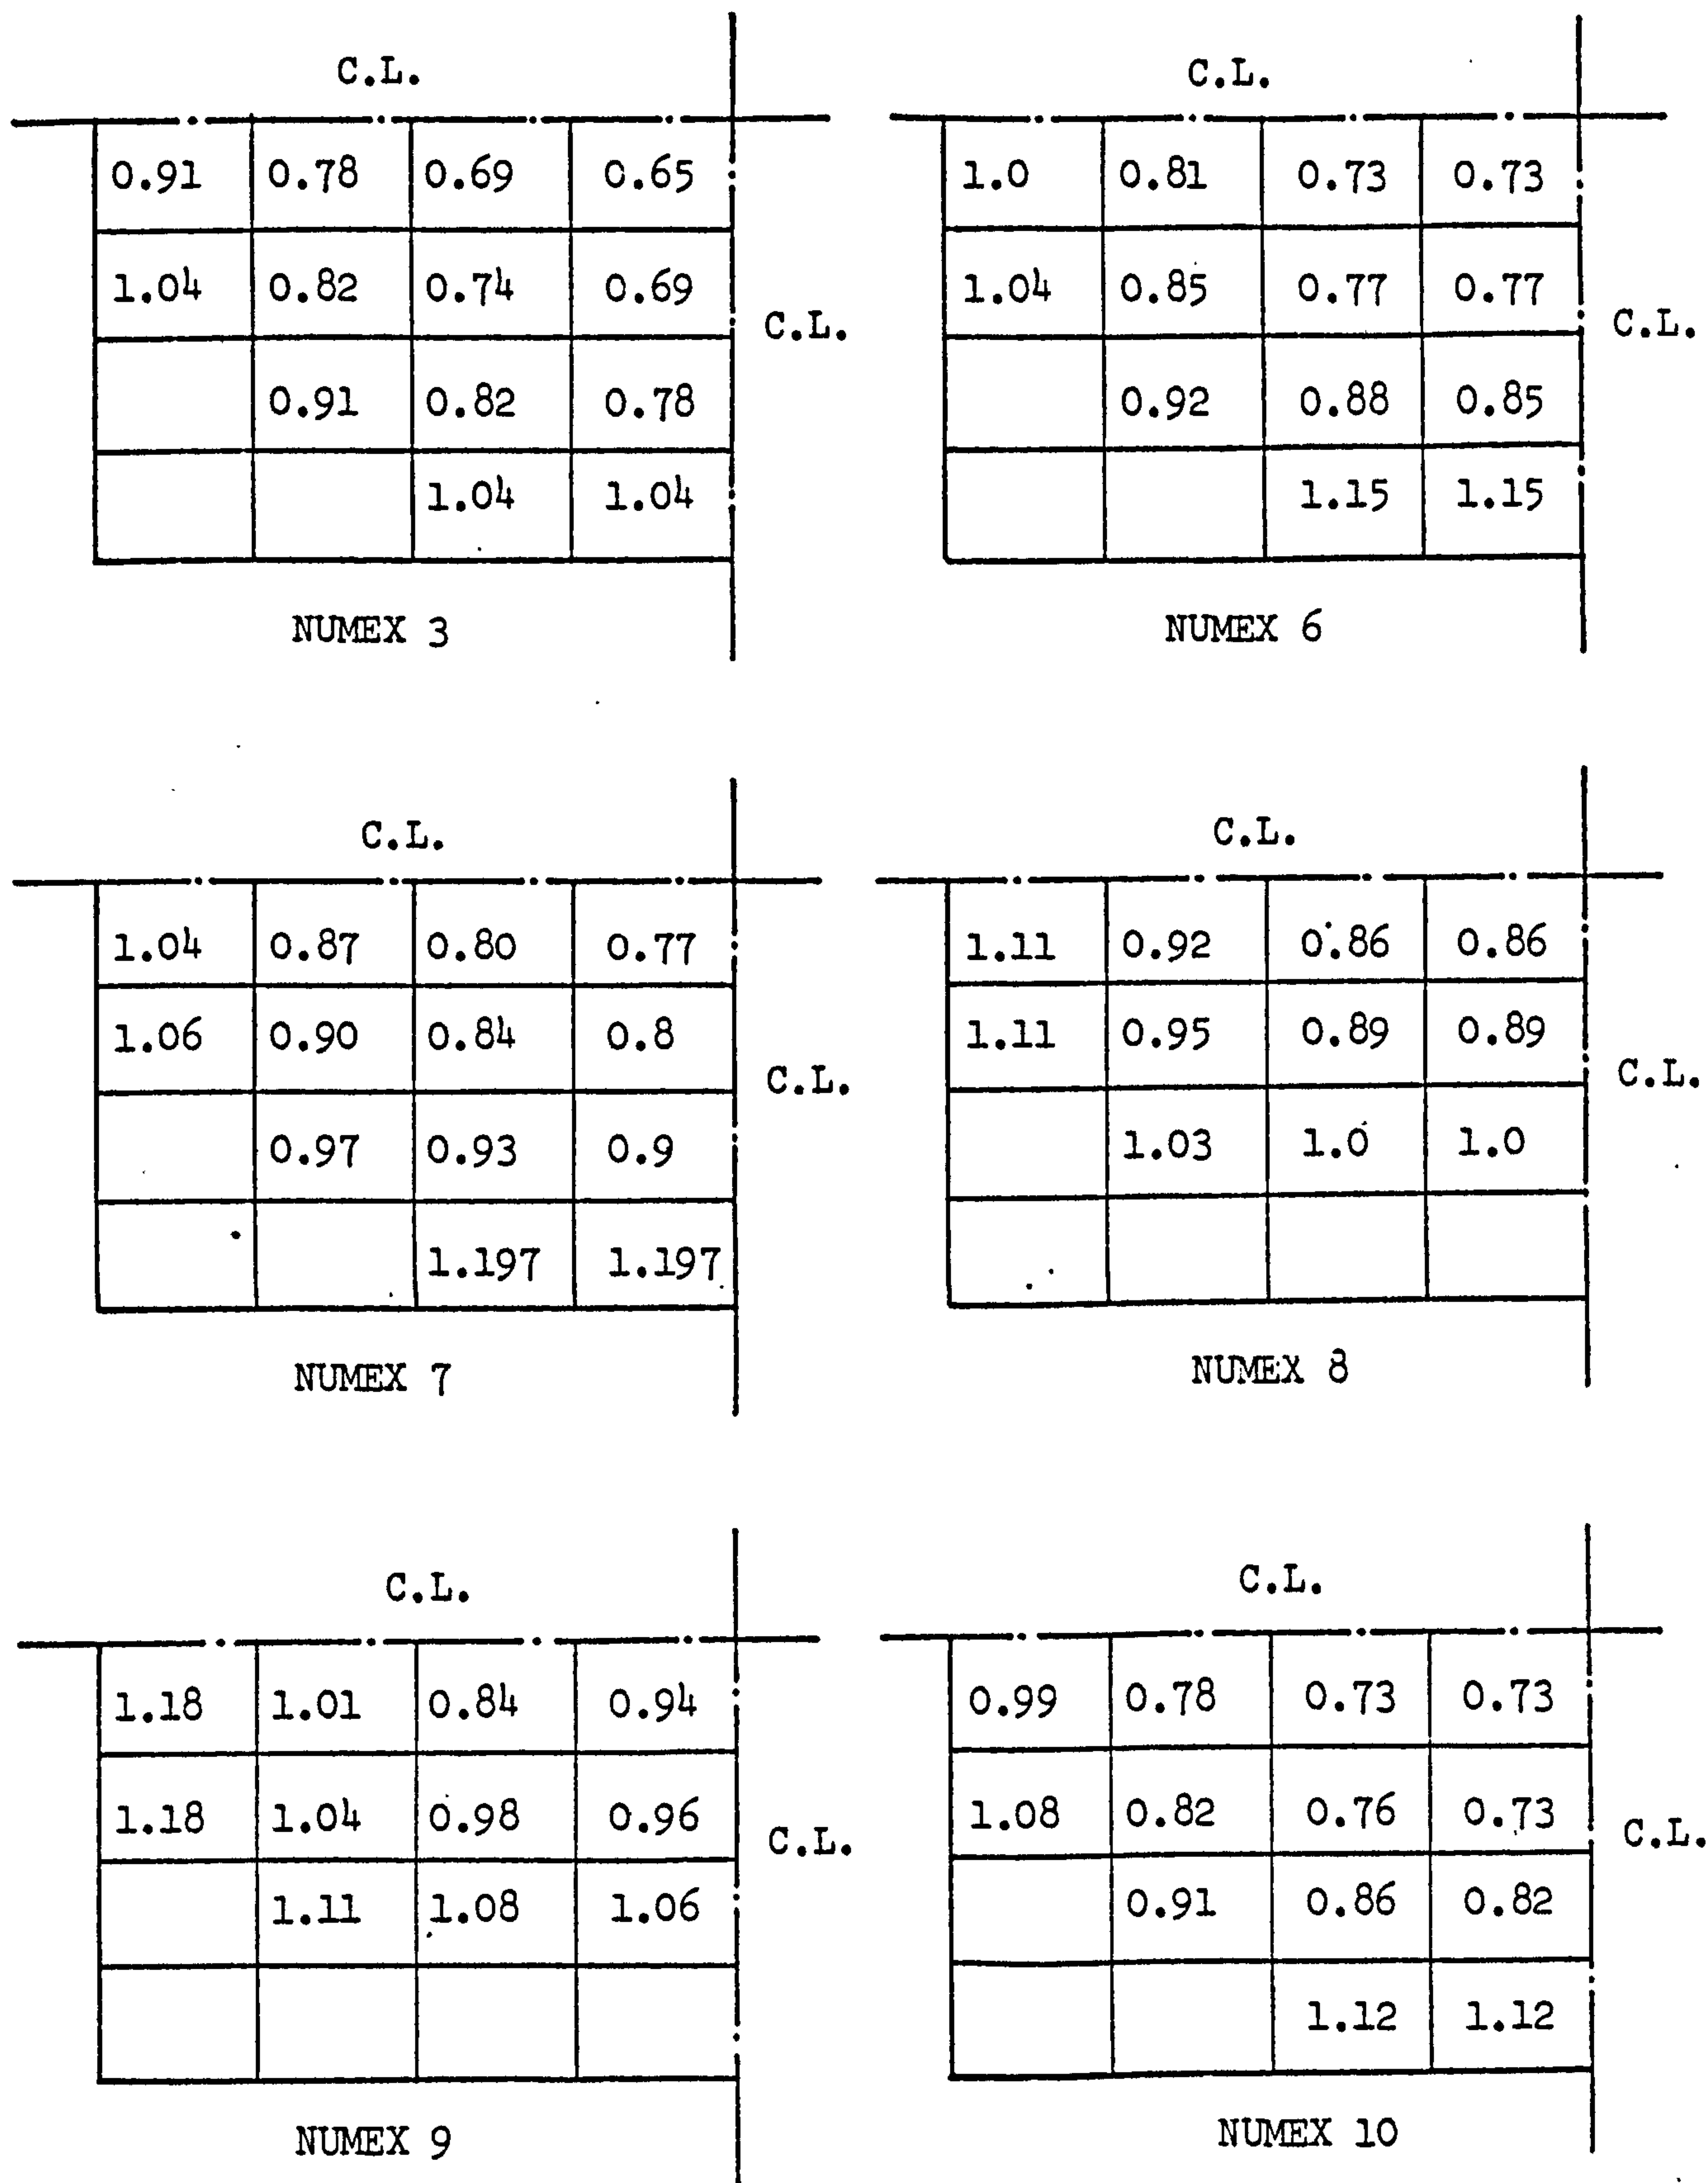 C.L.
0.91 0.78 0.69 0.65
1.04 0.82 0.74 0.69
C.L.
0.91 0.82 0.78
1.04 1.04
NUMEX 3
C.L.
1.0 0.81 0.73 0.73
1.04 0.85 0.77 0.77
C.L.
0.92 0.88 0.85
1.15 1.15
NUMEX 6
C.L.
1.04 0.87 0.80 0.77
1.06 0.90 0.84 0.8
C.L.
0.97 0.93 0.9
1.197 1.197
NUMEX 7
C.L.
1.11 0.92 0.86 0.86
1.11 0.95 0.89 0.89
C.L.
1.03 1.0 1.0
NUMEX 8
C.L.
1.18 1.01 0.84 0.94
1.18 1.04 0.98 0.96
C.L.
1.11 1.08 1.06
NUMEX 9
C.L.
0.99 0.78 0.73 0.73
1.08 0.82 0.76 0.73
C.L.
0.91 0.86 0.82
1.12 1.12
NUMEX 10